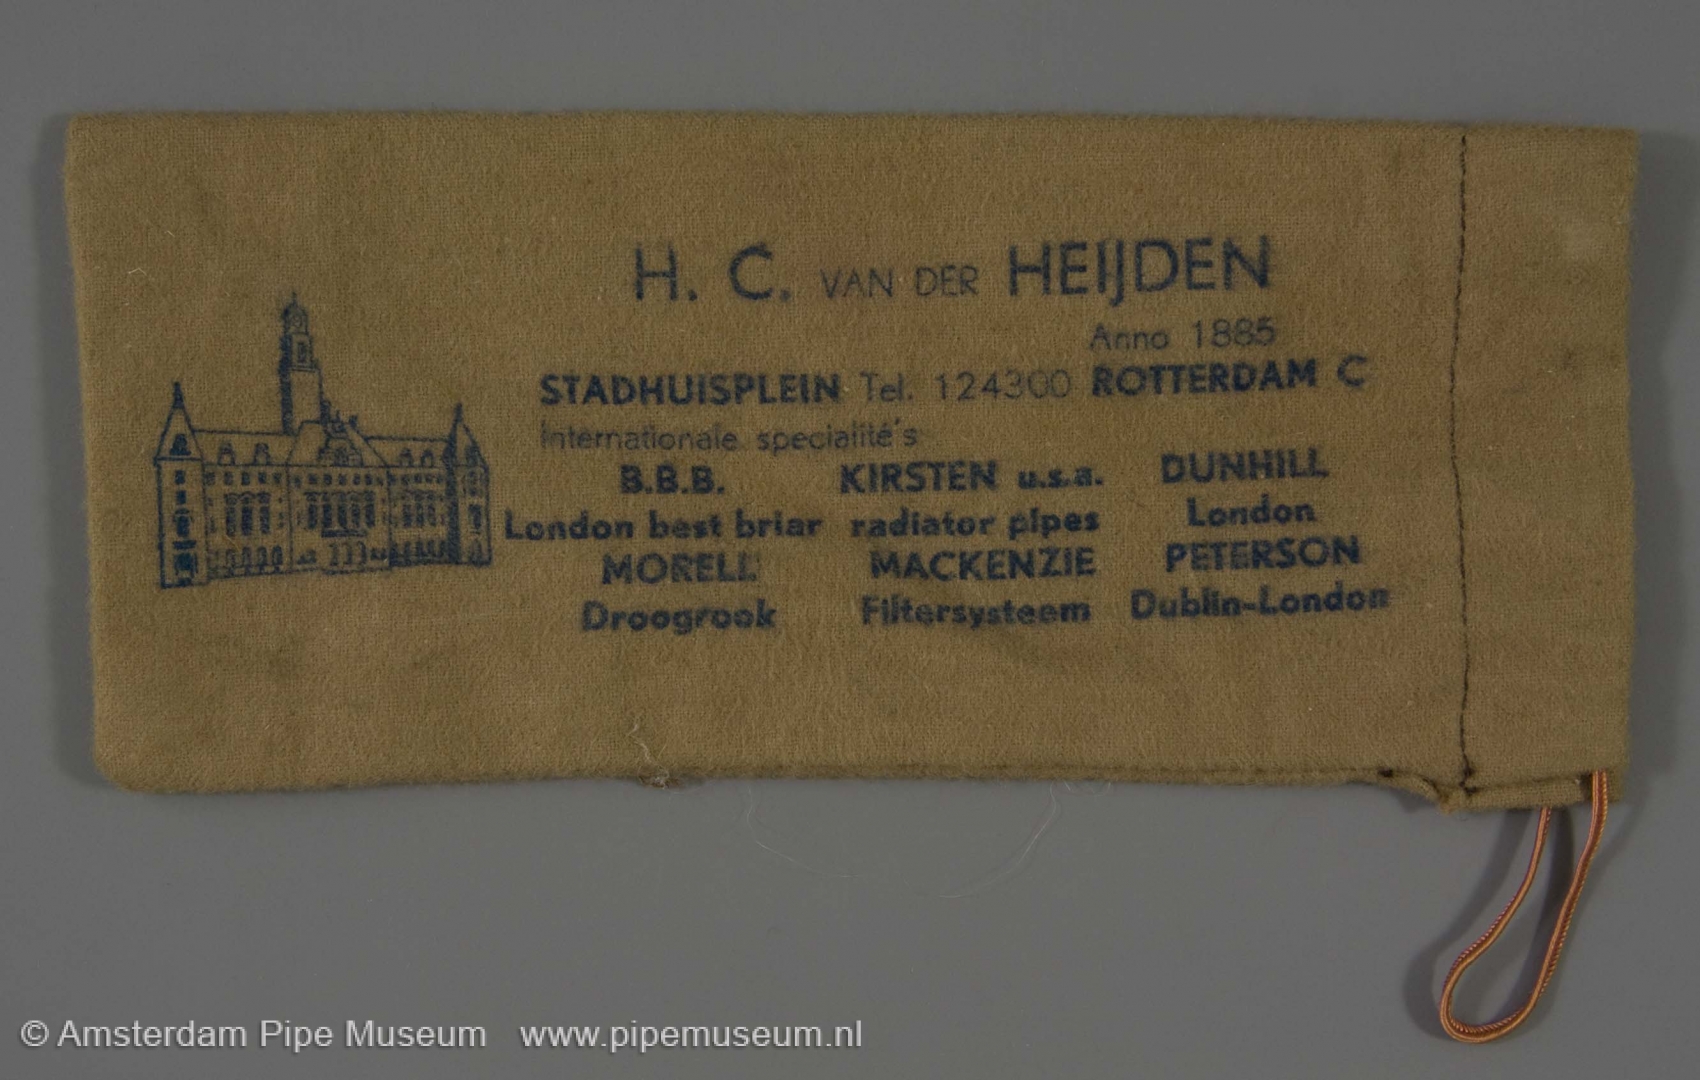 H. C. VAN DER HEIJDEN
Anno 1885
STADHUISPLEIN Tel. 124300 ROTTERDAM C
Internationale specialité's
B.B.B. KIRSTEN u.s.a. DUNHILL
London best briar radiator pipes London
MORELL MACKENZIE PETERSON
Droogrook Filtersysteem Dublin-London
© Amsterdam Pipe Museum www.pipemuseum.nl